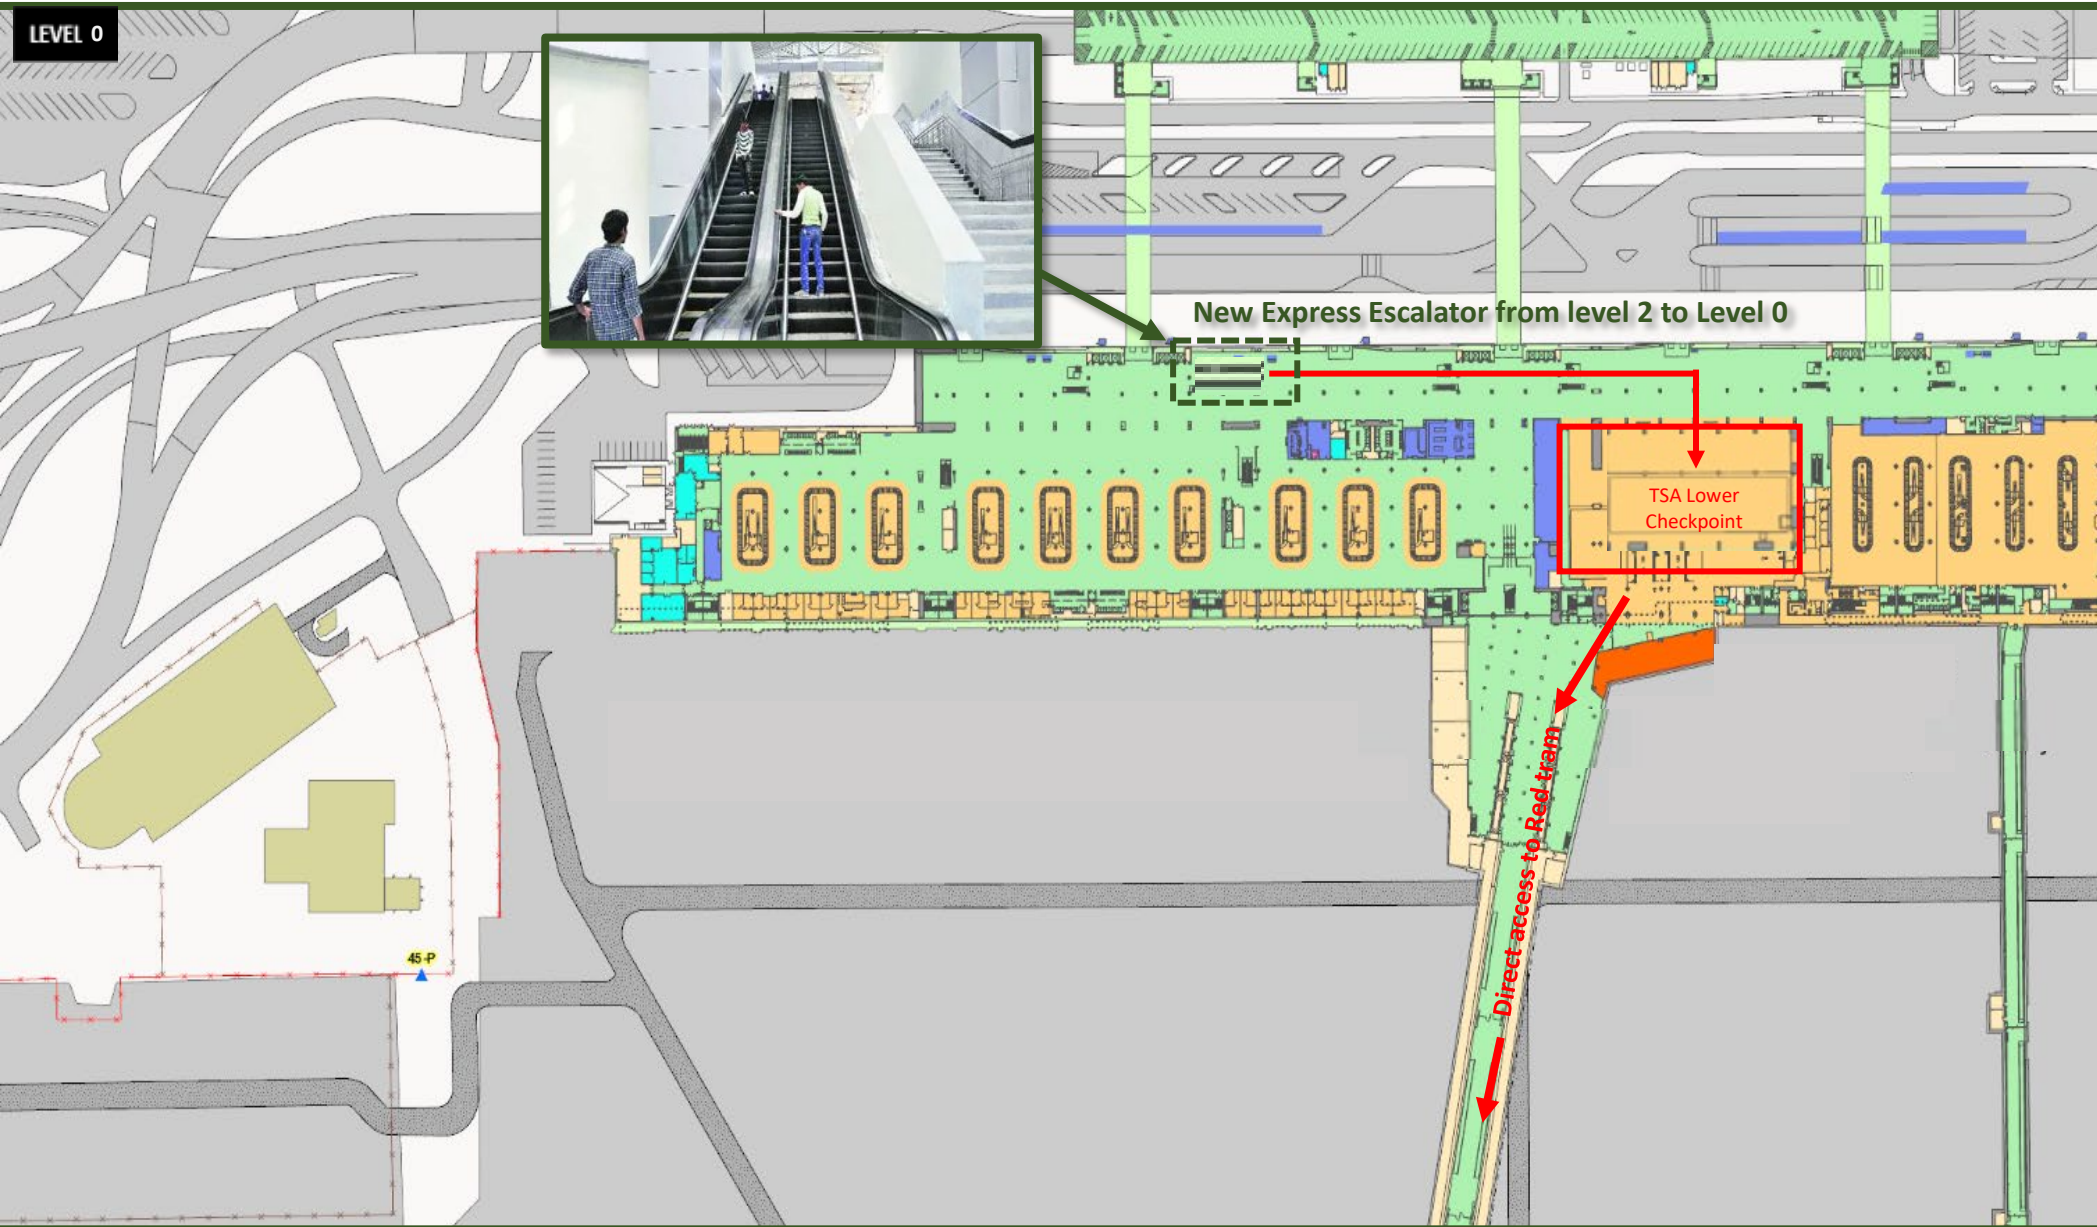 LEVEL 0
New Express Escalator from level 2 to Level 0
TSA Lower
Checkpoint
Direct access to Red tram
45-P